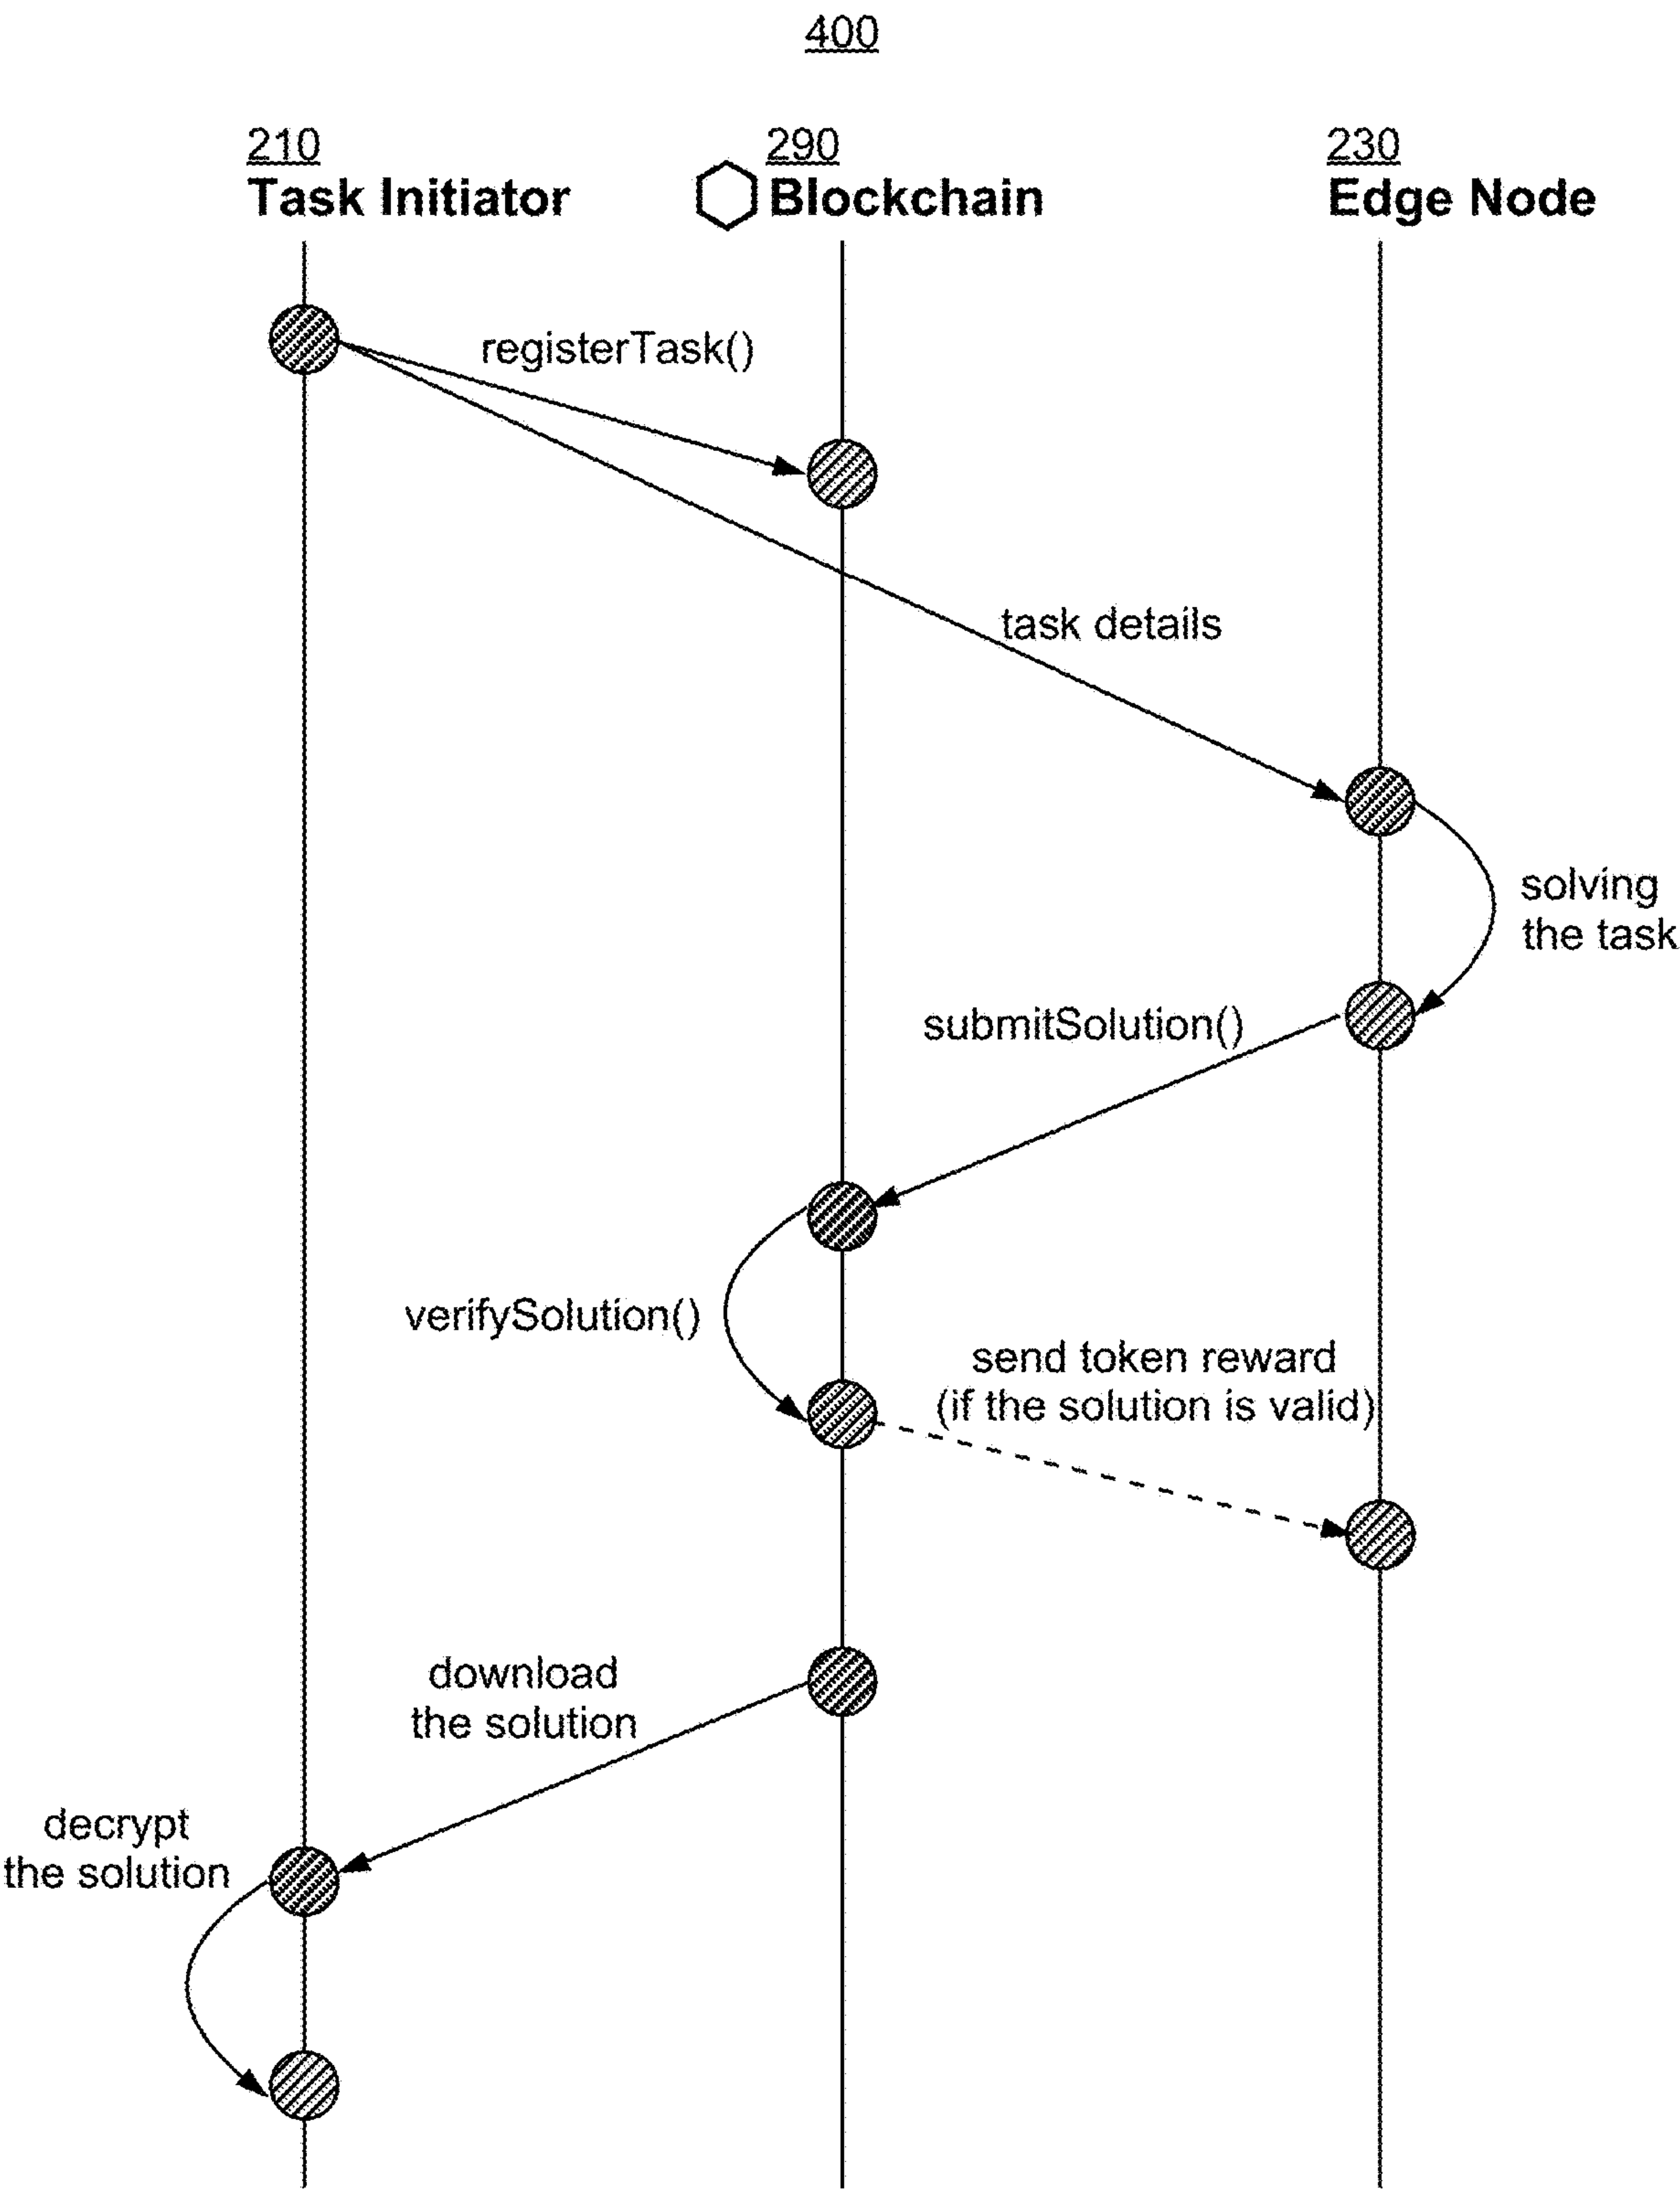 400
210
Task Initiator
290
Blockchain
230
Edge Node
registerTask()
task details
solving
the task
submitSolution()
verifySolution()
send token reward
(if the solution is valid)
download
the solution
decrypt
the solution